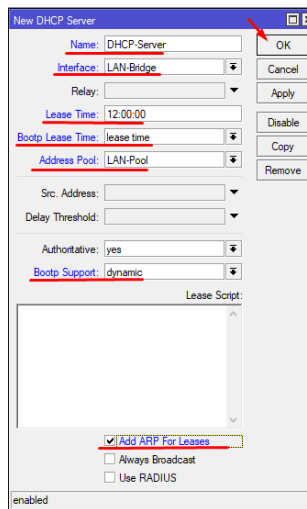 New DHCP Server
Name: DHCP-Server
OK
Interface: LAN-Bridge
Cancel
Relay:
Apply
Lease Time: 12:00:00
Disable
Bootp Lease Time: lease time
Copy
Address Pool: LAN-Pool
Remove
Src. Address:
Delay Threshold:
Authoritative: yes
Bootp Support: dynamic
Lease Script:
Add ARP For Leases
Always Broadcast
Use RADIUS
enabled